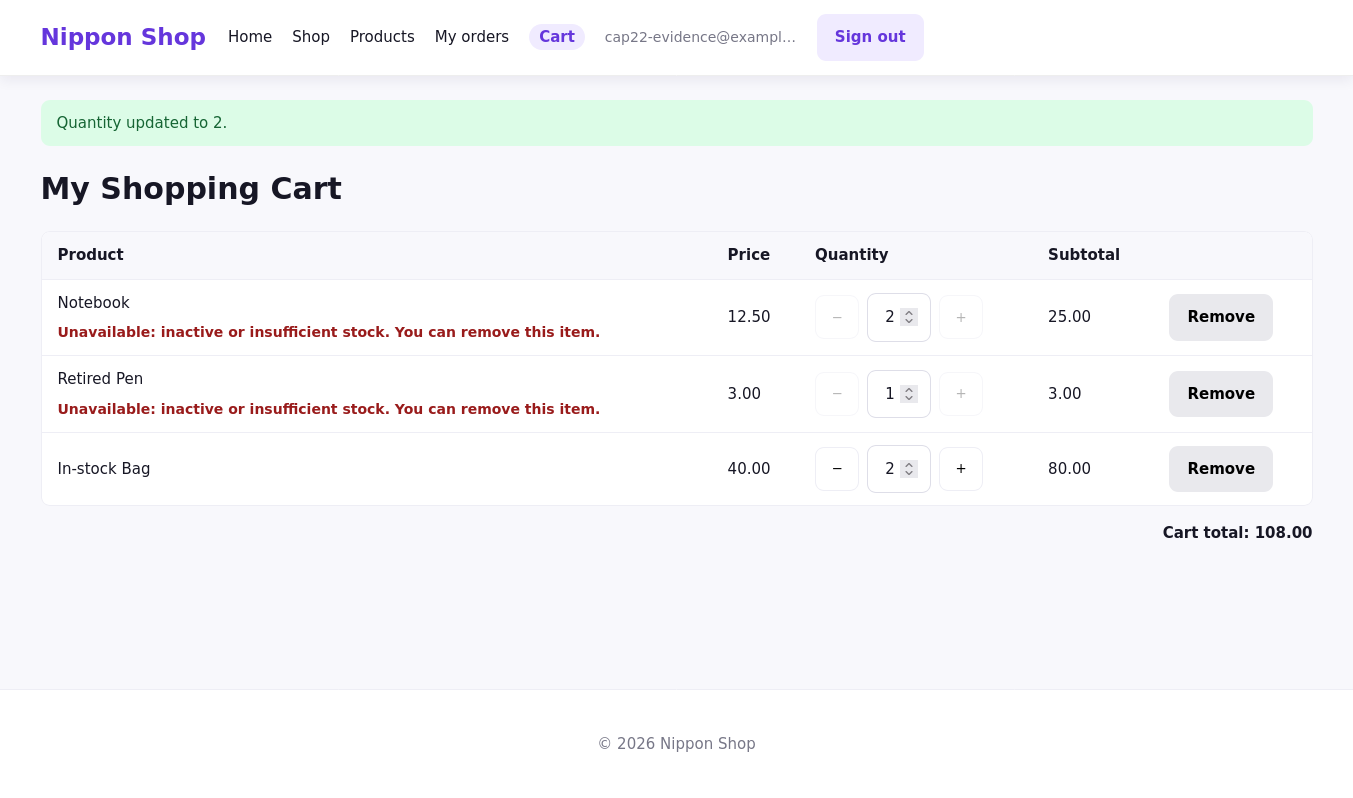 Nippon Shop Home Shop Products My orders Cart cap22-evidence@exampl... Sign out
Quantity updated to 2.
My Shopping Cart
Product Price Quantity Subtotal
Notebook
Unavailable: inactive or insufficient stock. You can remove this item.
12.50 − 2 + 25.00 Remove
Retired Pen
Unavailable: inactive or insufficient stock. You can remove this item.
3.00 − 1 + 3.00 Remove
In-stock Bag 40.00 − 2 + 80.00 Remove
Cart total: 108.00
© 2026 Nippon Shop